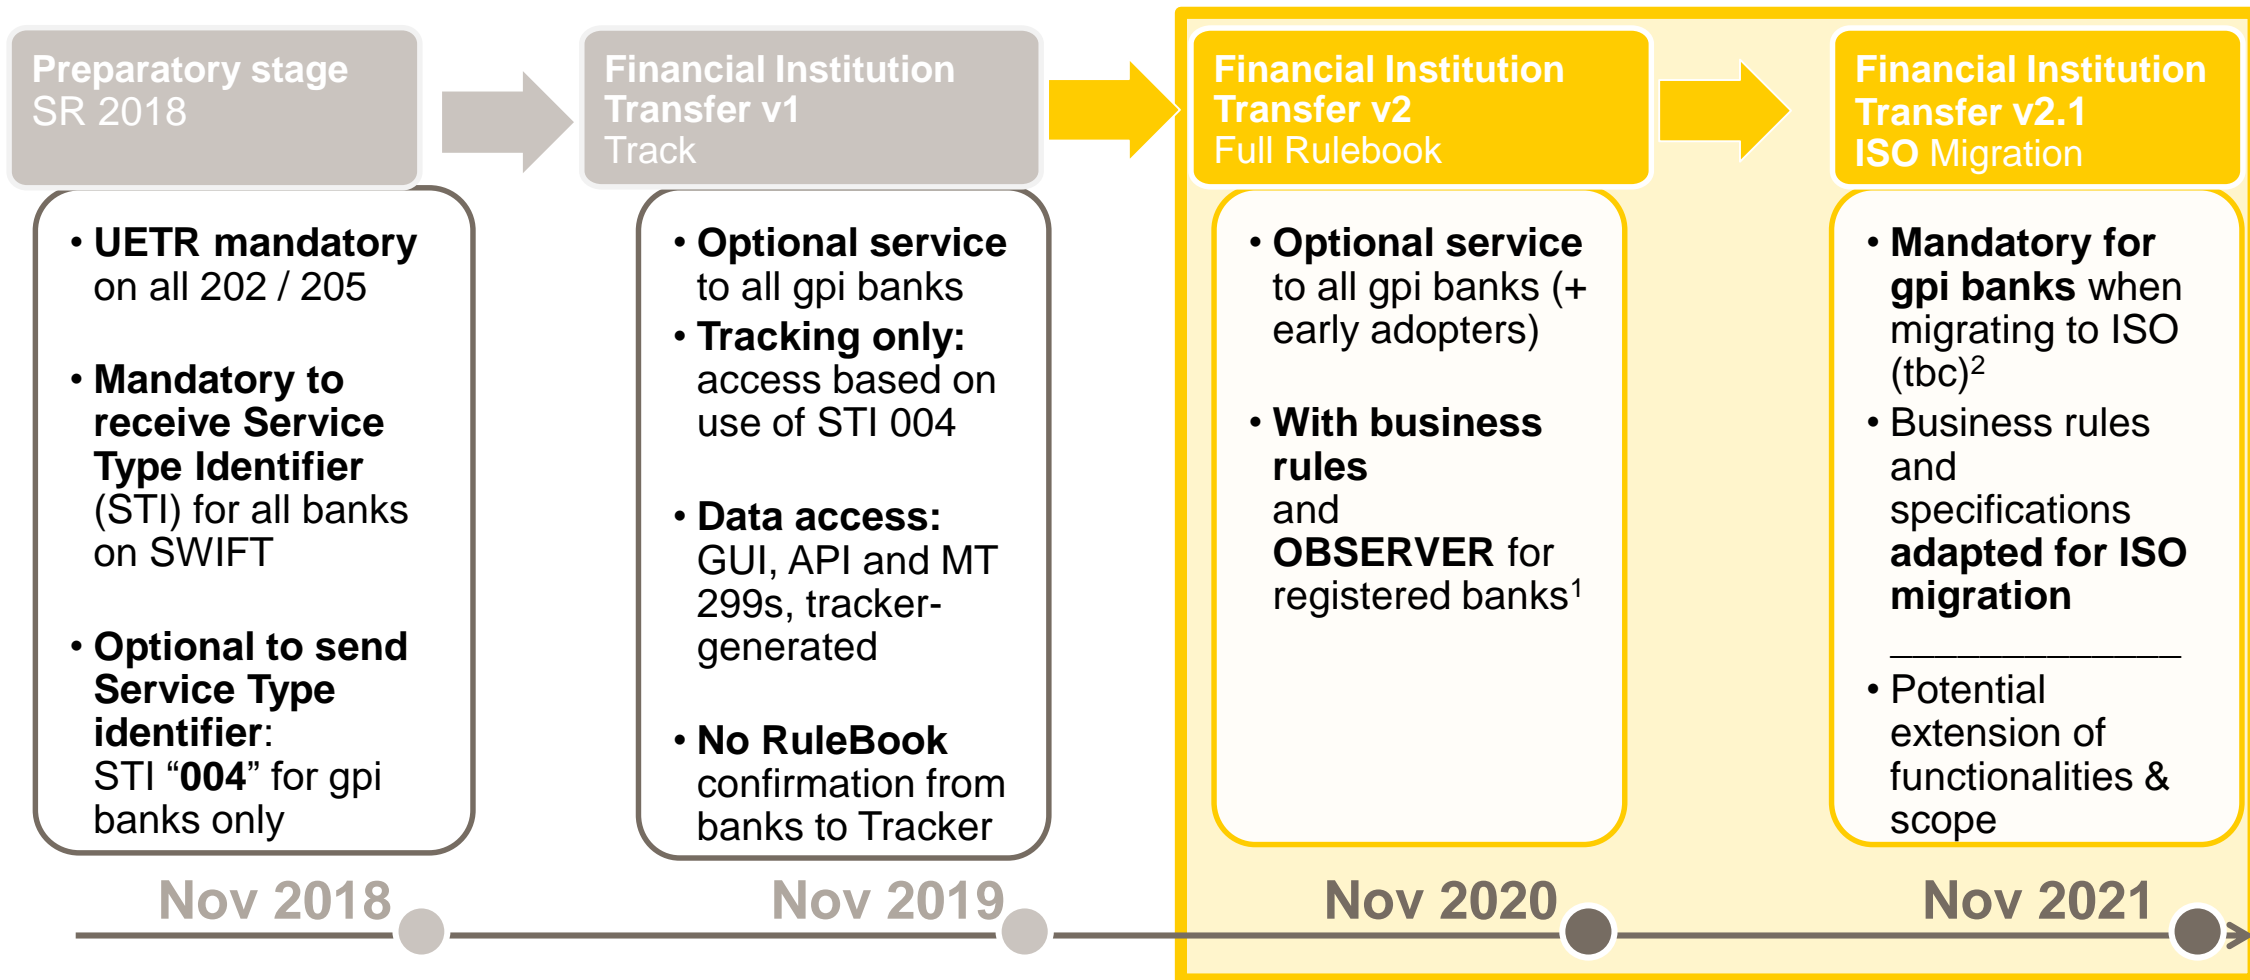 Preparatory stage
SR 2018
• UETR mandatory
on all 202 / 205
• Mandatory to
receive Service
Type Identifier
(STI) for all banks
on SWIFT
• Optional to send
Service Type
identifier:
STI “004” for gpi
banks only
Nov 2018
Financial Institution
Transfer v1
Track
• Optional service
to all gpi banks
• Tracking only:
access based on
use of STI 004
• Data access:
GUI, API and MT
299s, tracker-
generated
• No RuleBook
confirmation from
banks to Tracker
Nov 2019
Financial Institution
Transfer v2
Full Rulebook
• Optional service
to all gpi banks (+
early adopters)
• With business
rules
and
OBSERVER for
registered banks¹
Nov 2020
Financial Institution
Transfer v2.1
ISO Migration
• Mandatory for
gpi banks when
migrating to ISO
(tbc)²
• Business rules
and
specifications
adapted for ISO
migration
_____________
• Potential
extension of
functionalities &
scope
Nov 2021